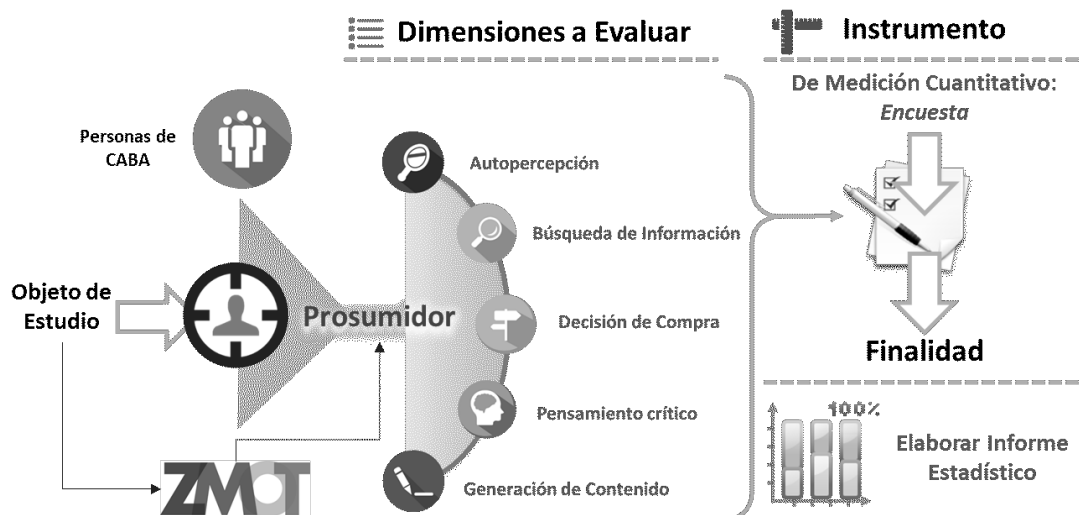 Dimensiones a Evaluar
Instrumento
De Medición Cuantitativo:
Encuesta
Personas de
CABA
Autopercepción
Búsqueda de Información
Objeto de
Estudio
Prosumidor
Decisión de Compra
Finalidad
Pensamiento crítico
100%
Elaborar Informe
Estadístico
ZMOT
Generación de Contenido